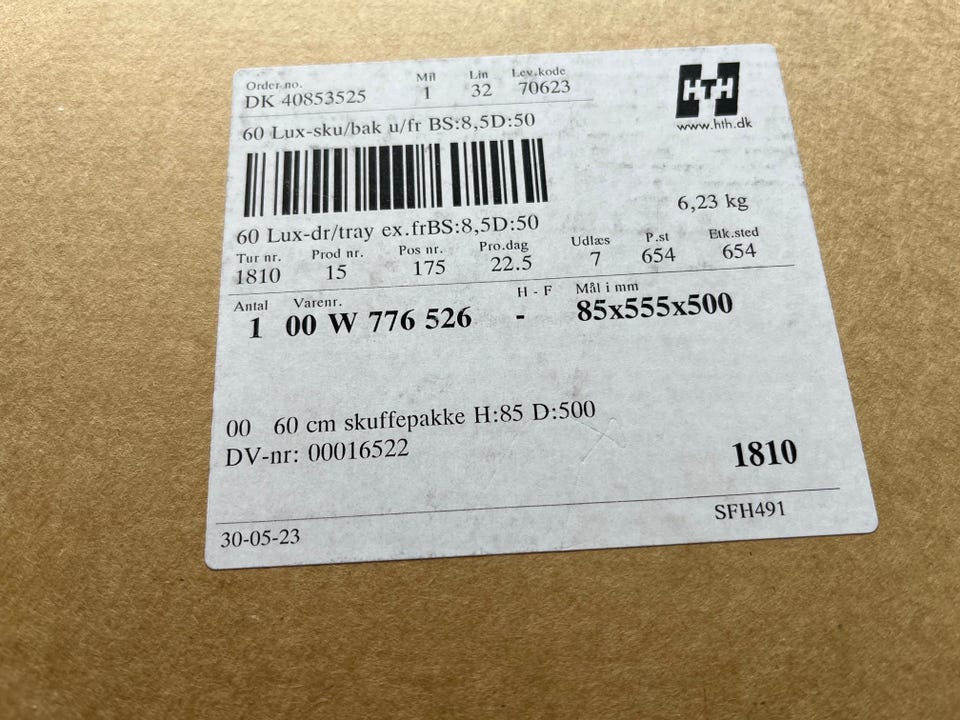 Order no. Mil Lin Lev.kode
DK 40853525 1 32 70623
HTH
www.hth.dk
60 Lux-sku/bak u/fr BS:8,5D:50
6,23 kg
60 Lux-dr/tray ex.frBS:8,5D:50
Tur nr. Prod nr. Pos nr. Pro.dag Udlæs P.st Etk.sted
1810 15 175 22.5 7 654 654
Antal Varenr. H - F Mål i mm
1 00 W 776 526 - 85x555x500
00 60 cm skuffepakke H:85 D:500
DV-nr: 00016522
1810
30-05-23 SFH491